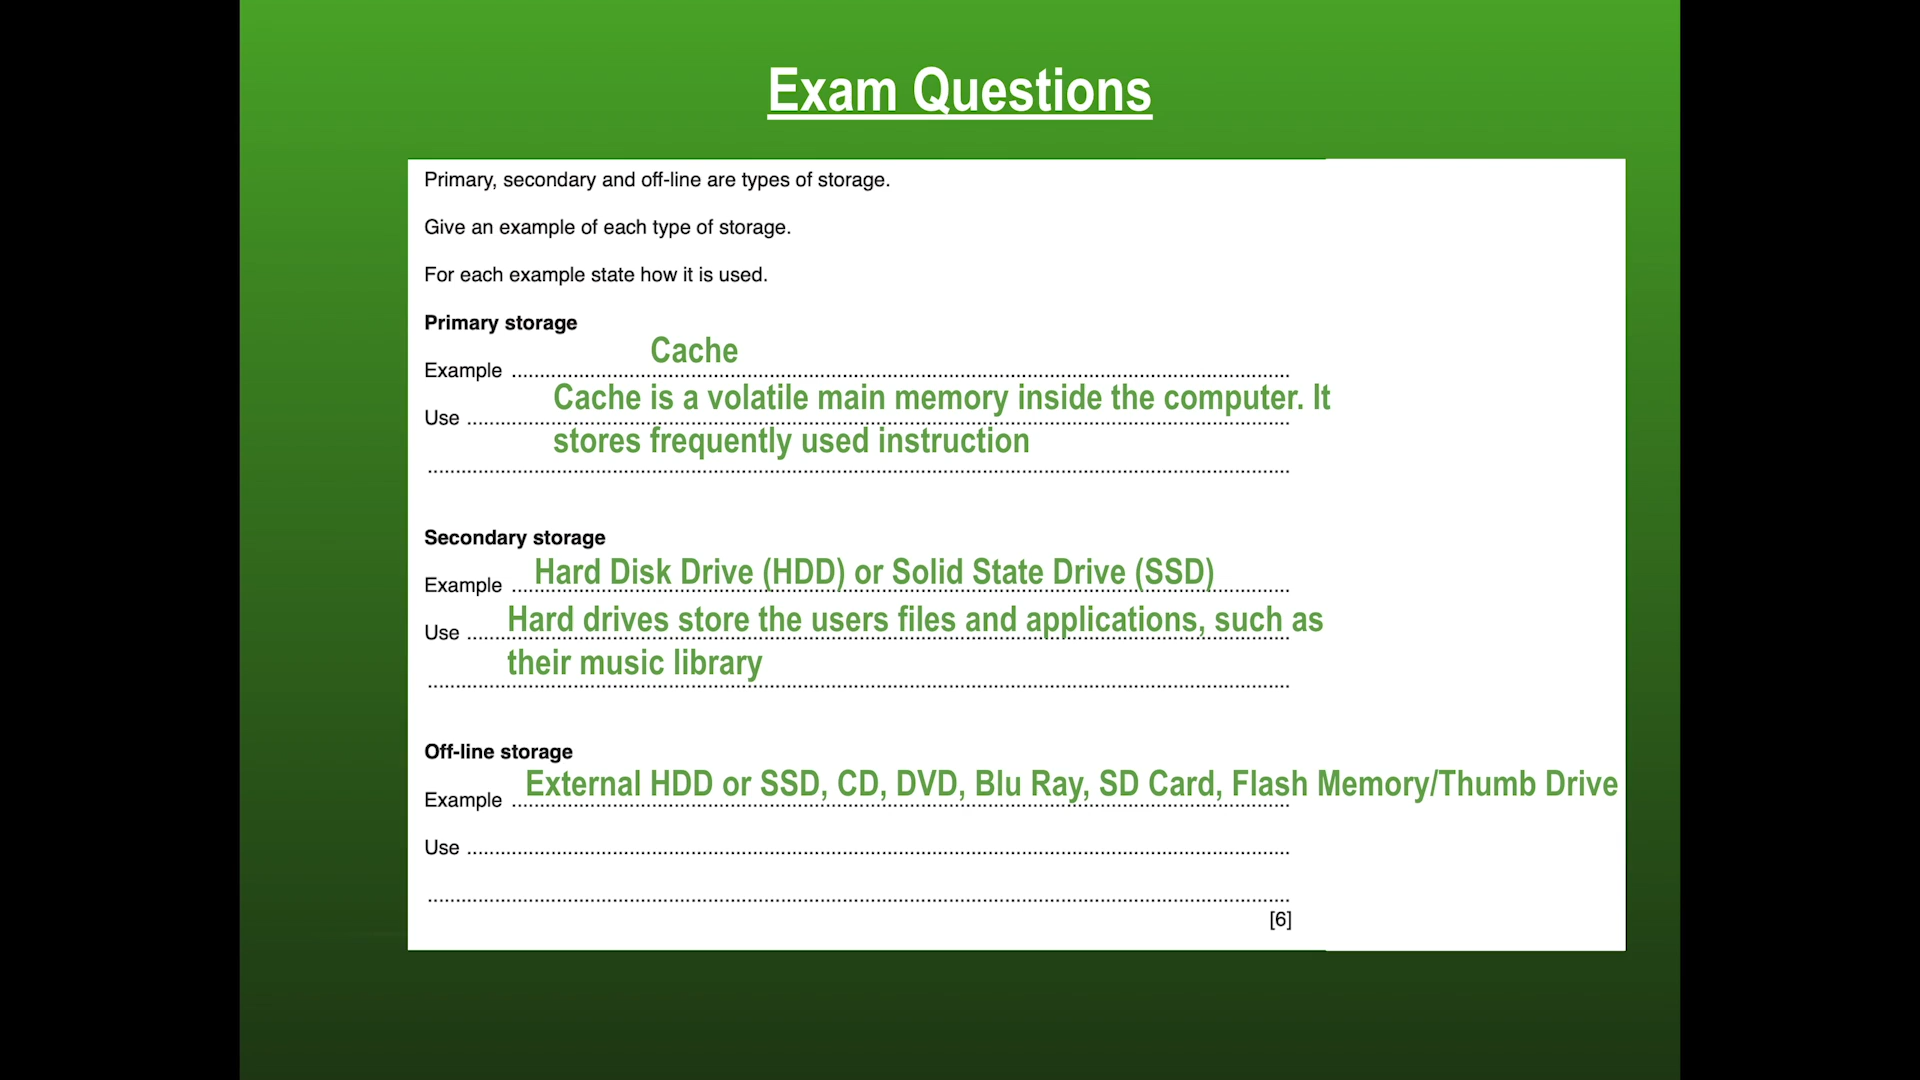 Exam Questions
Primary, secondary and off-line are types of storage.
Give an example of each type of storage.
For each example state how it is used.
Primary storage
Example Cache
Use Cache is a volatile main memory inside the computer. It
stores frequently used instruction
Secondary storage
Example Hard Disk Drive (HDD) or Solid State Drive (SSD)
Use Hard drives store the users files and applications, such as
their music library
Off-line storage
Example External HDD or SSD, CD, DVD, Blu Ray, SD Card, Flash Memory/Thumb Drive
Use
[6]